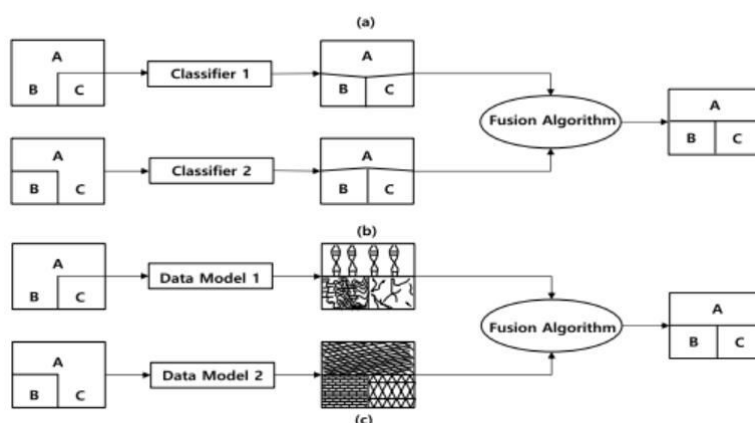 (a)
A
B C
Classifier 1
A
B C
Fusion Algorithm
A
B C
A
B C
Classifier 2
A
B C
(b)
A
B C
Data Model 1
Fusion Algorithm
A
B C
A
B C
Data Model 2
(c)